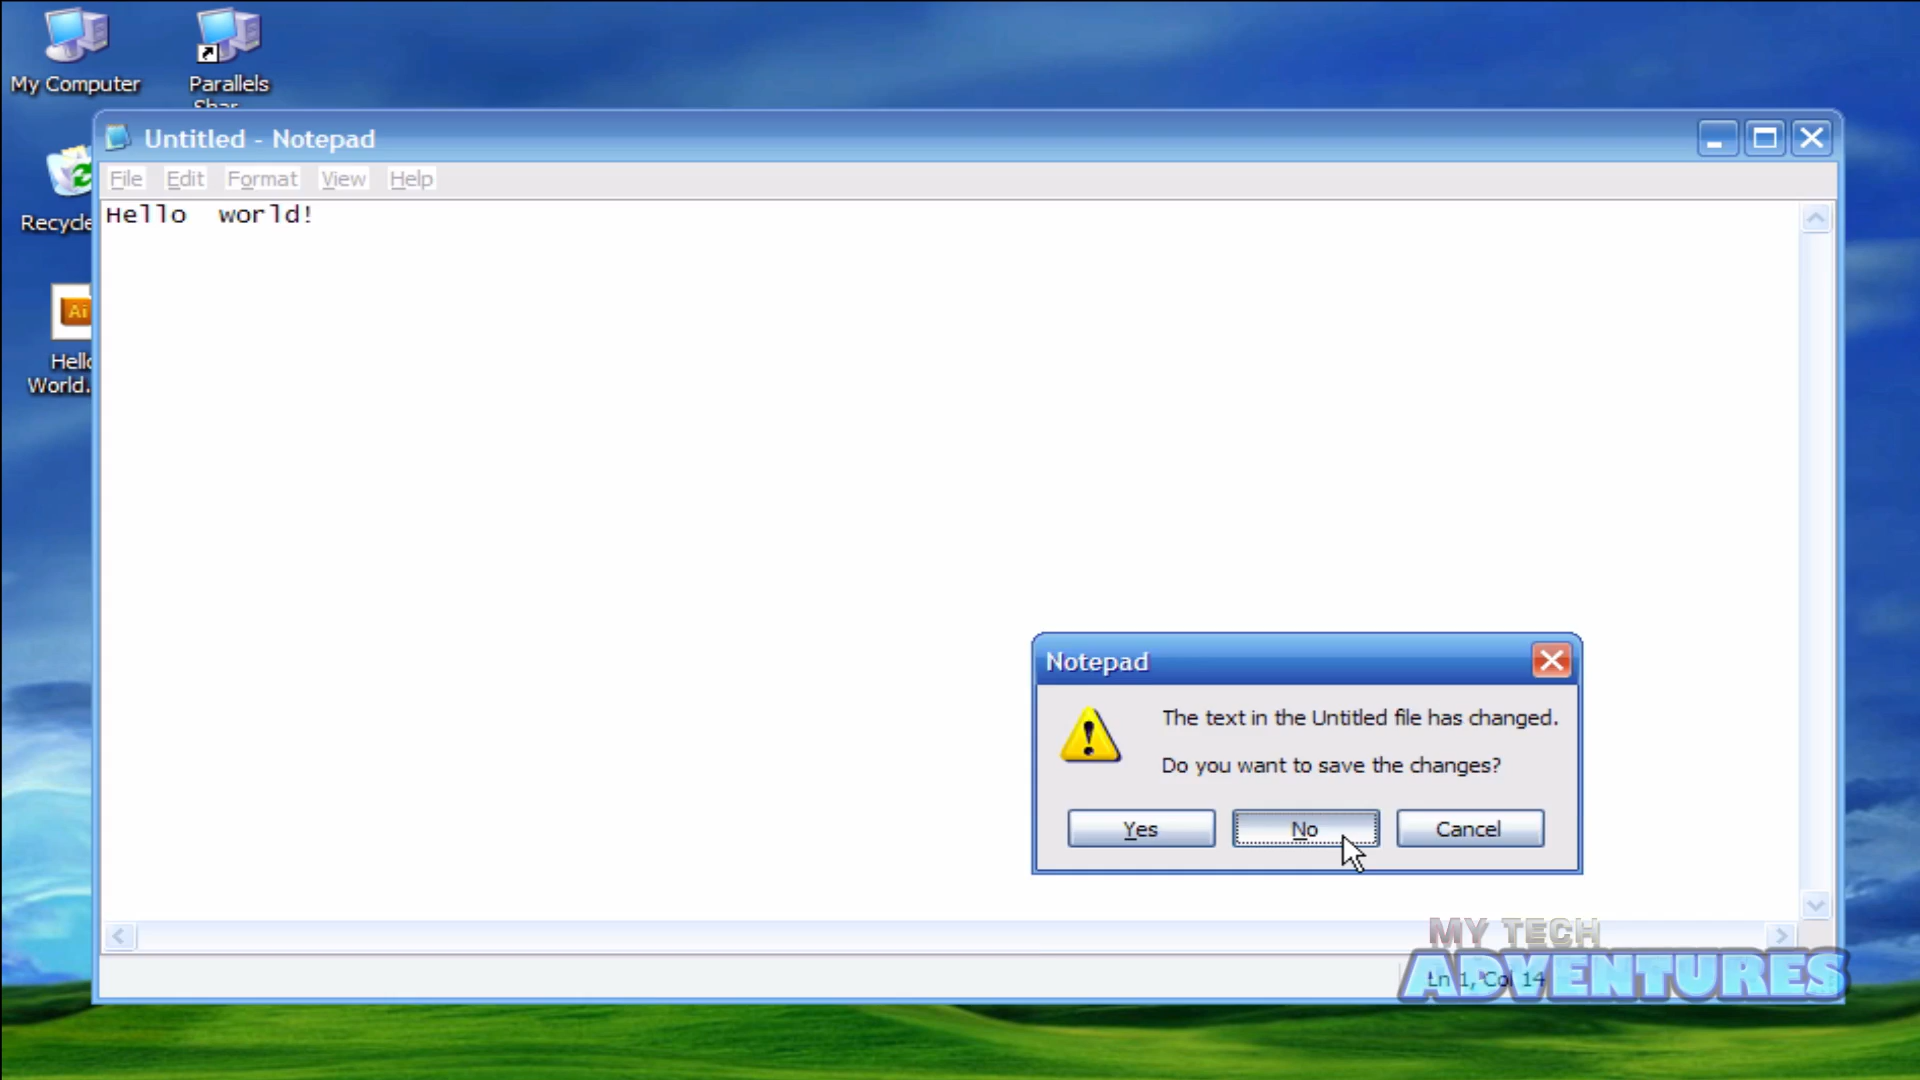 My Computer
Parallels
Shar...
Untitled - Notepad
File Edit Format View Help
Recycle
Hello  world!
Ai
Hello
World.
Notepad
The text in the Untitled file has changed.
Do you want to save the changes?
Yes No Cancel
MY TECH
ADVENTURES
Ln 1, Col 14